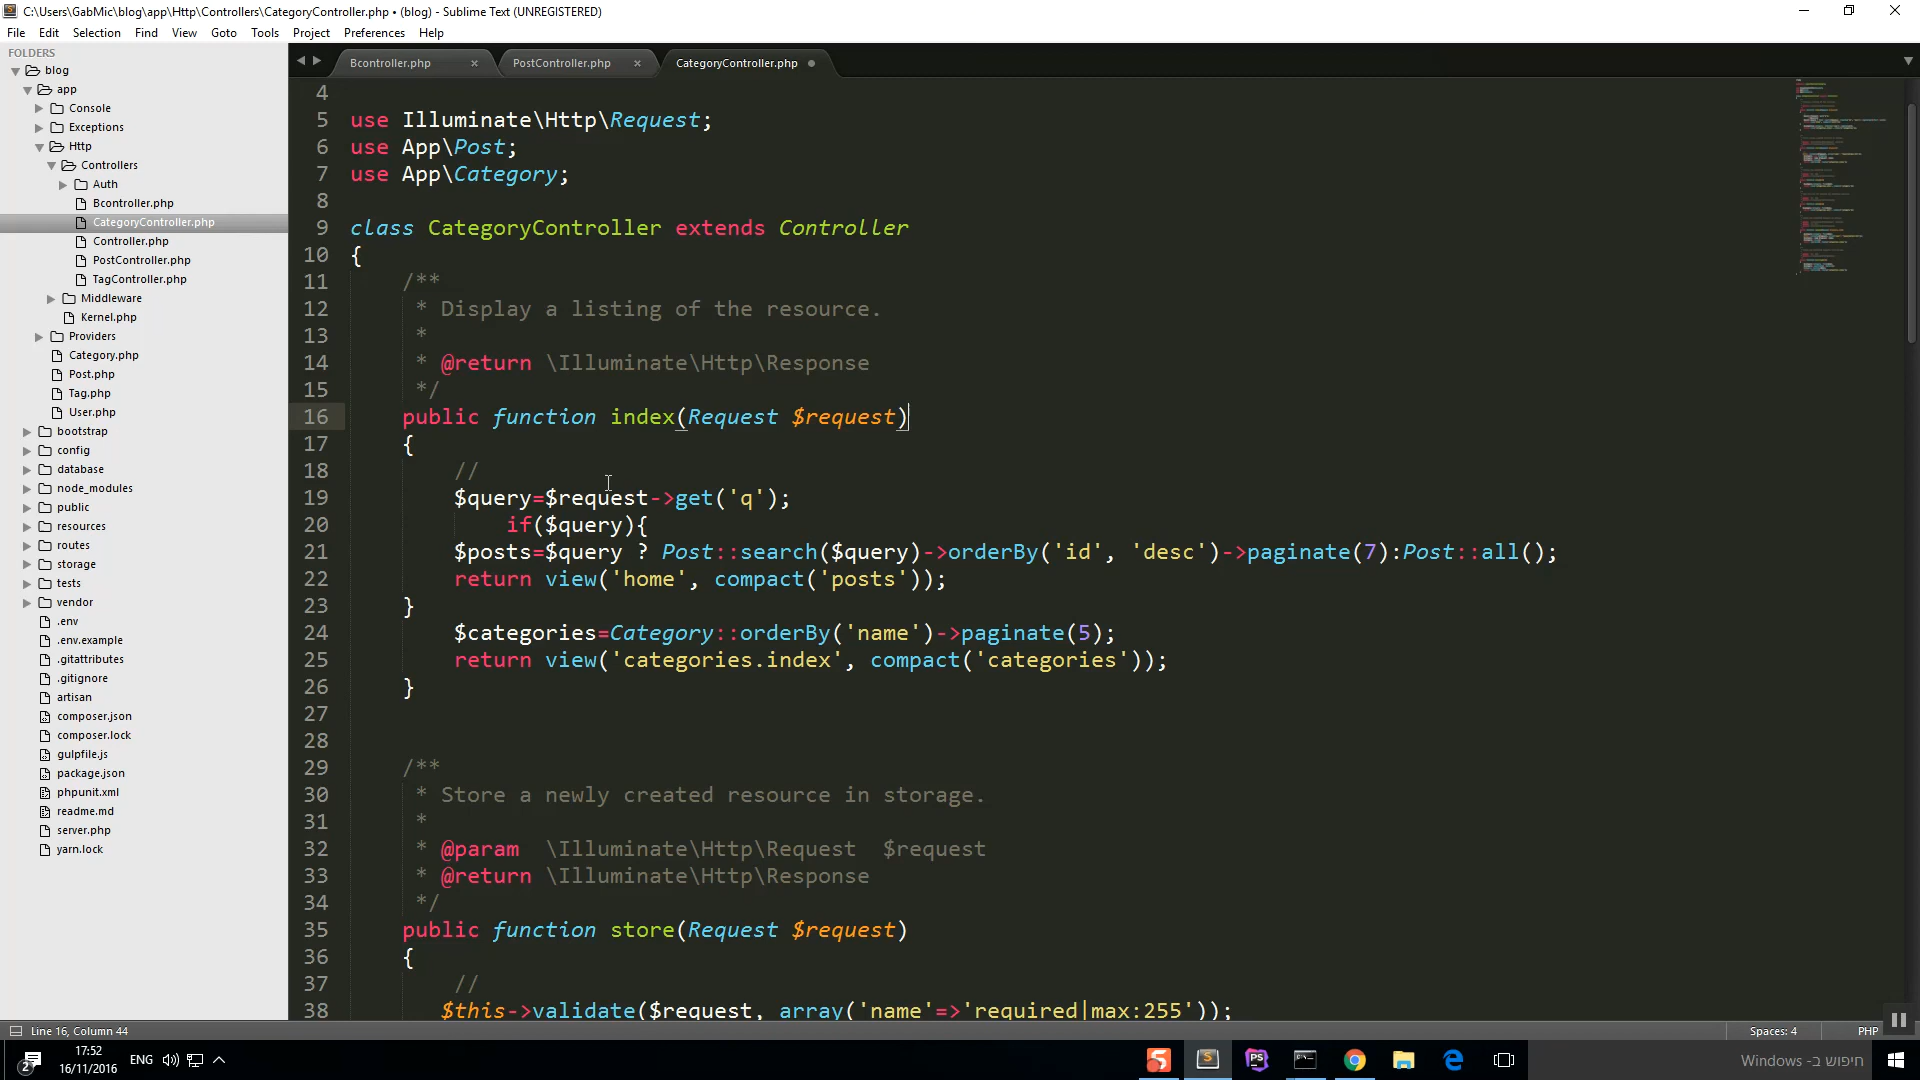 C:\Users\GabMic\blog\app\Http\Controllers\CategoryController.php • (blog) - Sublime Text (UNREGISTERED)
File Edit Selection Find View Goto Tools Project Preferences Help
FOLDERS
blog
app
Console
Exceptions
Http
Controllers
Auth
Bcontroller.php
CategoryController.php
Controller.php
PostController.php
TagController.php
Middleware
Kernel.php
Providers
Category.php
Post.php
Tag.php
User.php
bootstrap
config
database
node_modules
public
resources
routes
storage
tests
vendor
.env
.env.example
.gitattributes
.gitignore
artisan
composer.json
composer.lock
gulpfile.js
package.json
phpunit.xml
readme.md
server.php
yarn.lock
Bcontroller.php × PostController.php × CategoryController.php
4
5 use Illuminate\Http\Request;
6 use App\Post;
7 use App\Category;
8
9 class CategoryController extends Controller
10 {
11 /**
12 * Display a listing of the resource.
13 *
14 * @return \Illuminate\Http\Response
15 */
16 public function index(Request $request)
17 {
18 //
19 $query=$request->get('q');
20 if($query){
21 $posts=$query ? Post::search($query)->orderBy('id', 'desc')->paginate(7):Post::all();
22 return view('home', compact('posts'));
23 }
24 $categories=Category::orderBy('name')->paginate(5);
25 return view('categories.index', compact('categories'));
26 }
27
28
29 /**
30 * Store a newly created resource in storage.
31 *
32 * @param  \Illuminate\Http\Request  $request
33 * @return \Illuminate\Http\Response
34 */
35 public function store(Request $request)
36 {
37 //
38 $this->validate($request, array('name'=>'required|max:255'));
Line 16, Column 44
Spaces: 4 PHP
2
17:52
16/11/2016
ENG
חיפוש ב- Windows